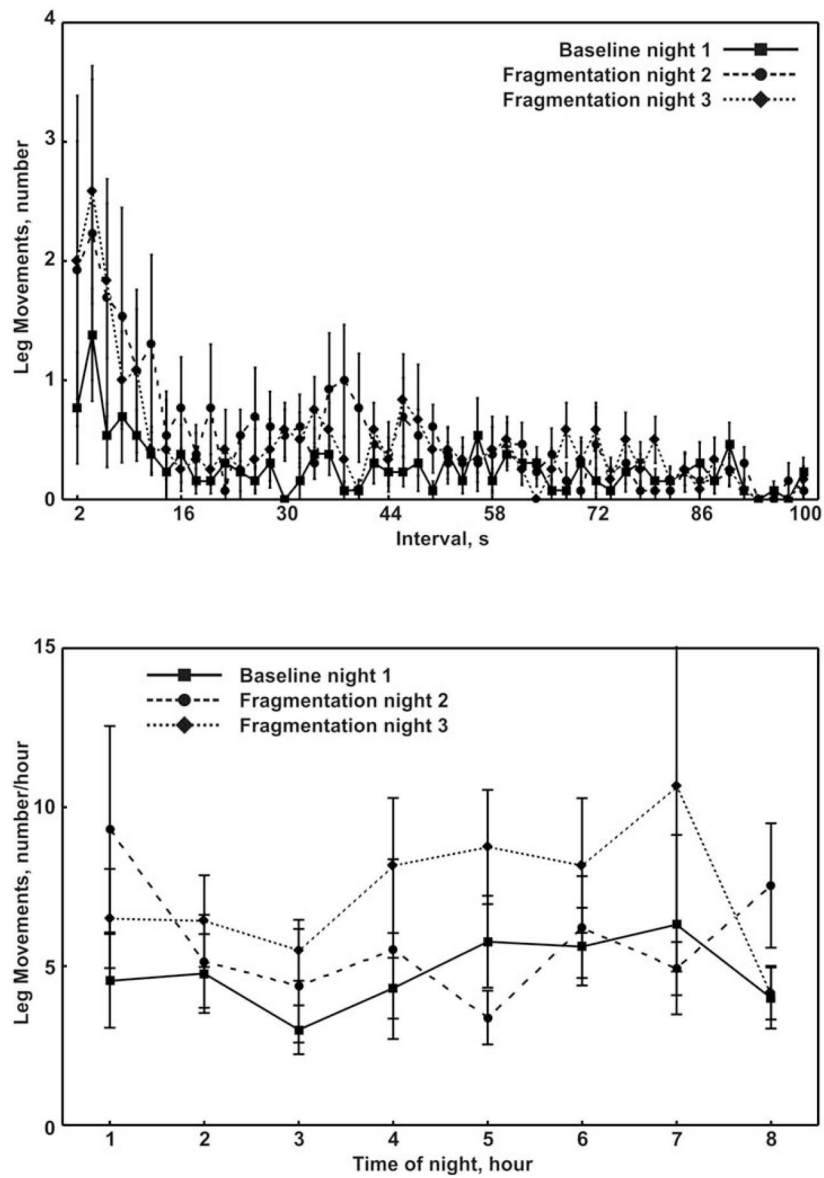 4
3
2
1
0
Leg Movements, number
Baseline night 1
Fragmentation night 2
Fragmentation night 3
2 16 30 44 58 72 86 100
Interval, s
15
10
5
0
Leg Movements, number/hour
Baseline night 1
Fragmentation night 2
Fragmentation night 3
1 2 3 4 5 6 7 8
Time of night, hour